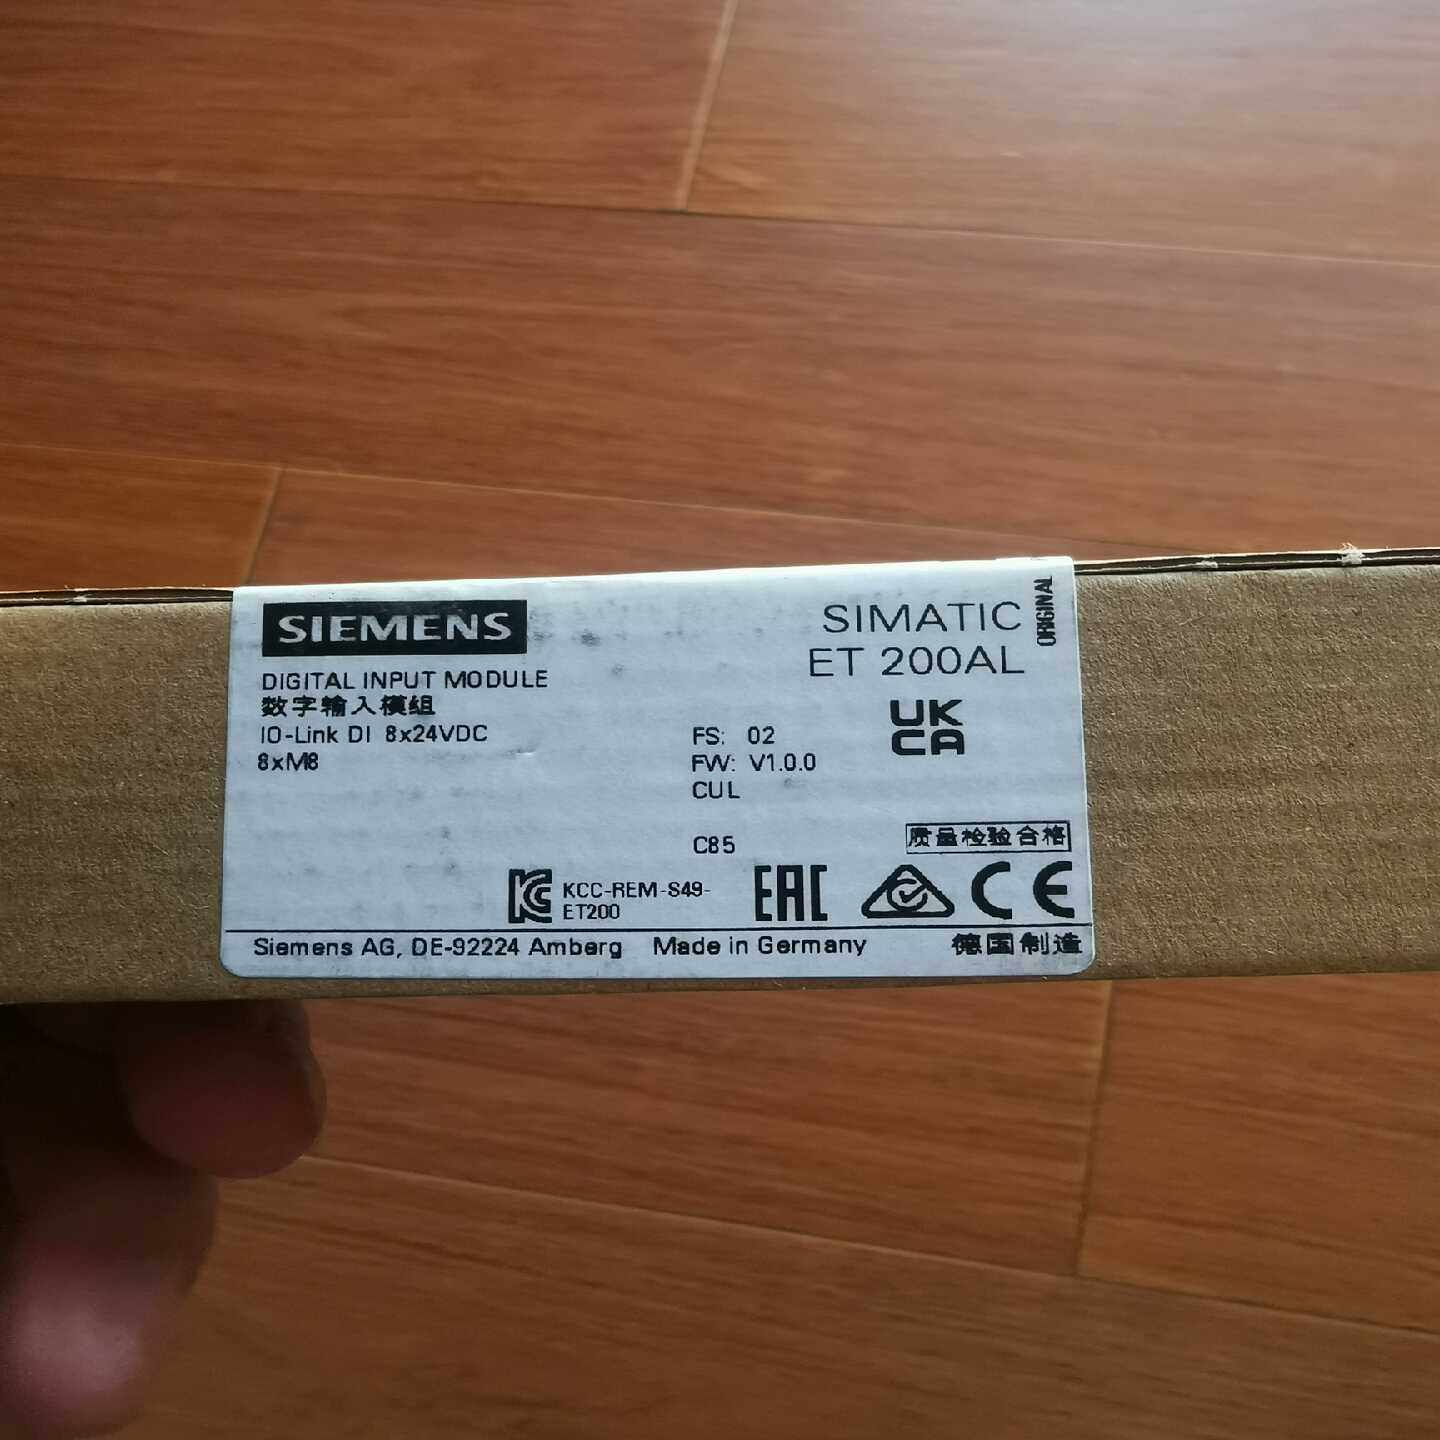 SIEMENS
SIMATIC
ET 200AL
ORIGINAL
DIGITAL INPUT MODULE
数字输入模组
IO-Link DI 8x24VDC
8xM8
FS: 02
FW: V1.0.0
CUL
C85
UK
CA
质量检验合格
KC
KCC-REM-S49-
ET200
EAC
CE
Siemens AG, DE-92224 Amberg Made in Germany 德国制造